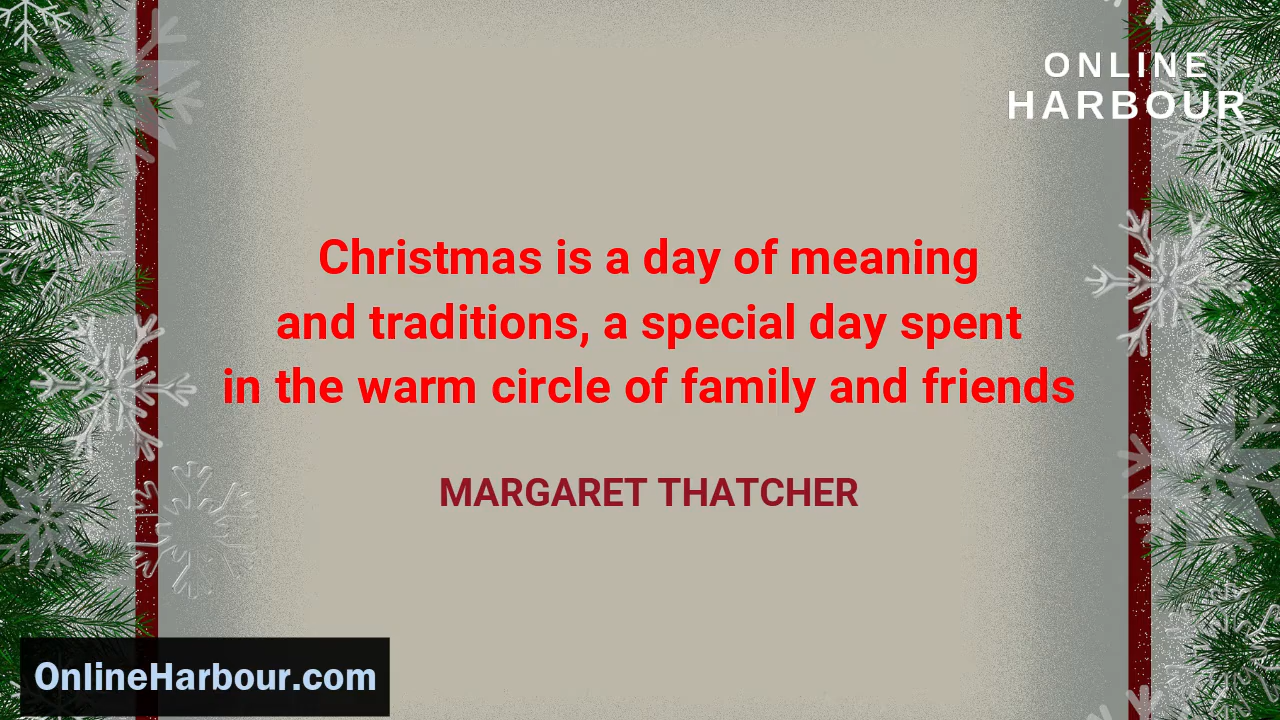 ONLINE
HARBOUR
Christmas is a day of meaning
and traditions, a special day spent
in the warm circle of family and friends
MARGARET THATCHER
OnlineHarbour.com